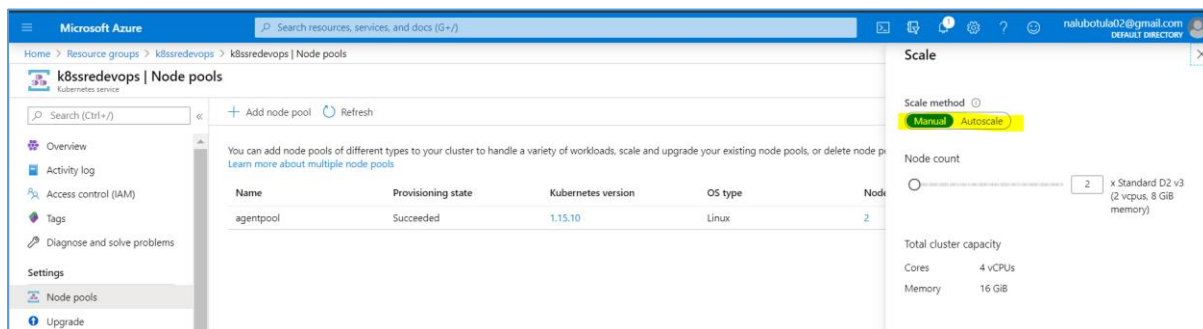 Microsoft Azure
Search resources, services, and docs (G+/)
1
nalubotula02@gmail.com
DEFAULT DIRECTORY
Home > Resource groups > k8ssredevops > k8ssredevops | Node pools
k8ssredevops | Node pools
Kubernetes service
Search (Ctrl+/)
«
Overview
Activity log
Access control (IAM)
Tags
Diagnose and solve problems
Settings
Node pools
Upgrade
+ Add node pool
Refresh
You can add node pools of different types to your cluster to handle a variety of workloads, scale and upgrade your existing node pools, or delete node p
Learn more about multiple node pools
Name Provisioning state Kubernetes version OS type Node
agentpool Succeeded 1.15.10 Linux 2
Scale
Scale method
Manual Autoscale
Node count
2
x Standard D2 v3
(2 vcpus, 8 GiB
memory)
Total cluster capacity
Cores 4 vCPUs
Memory 16 GiB